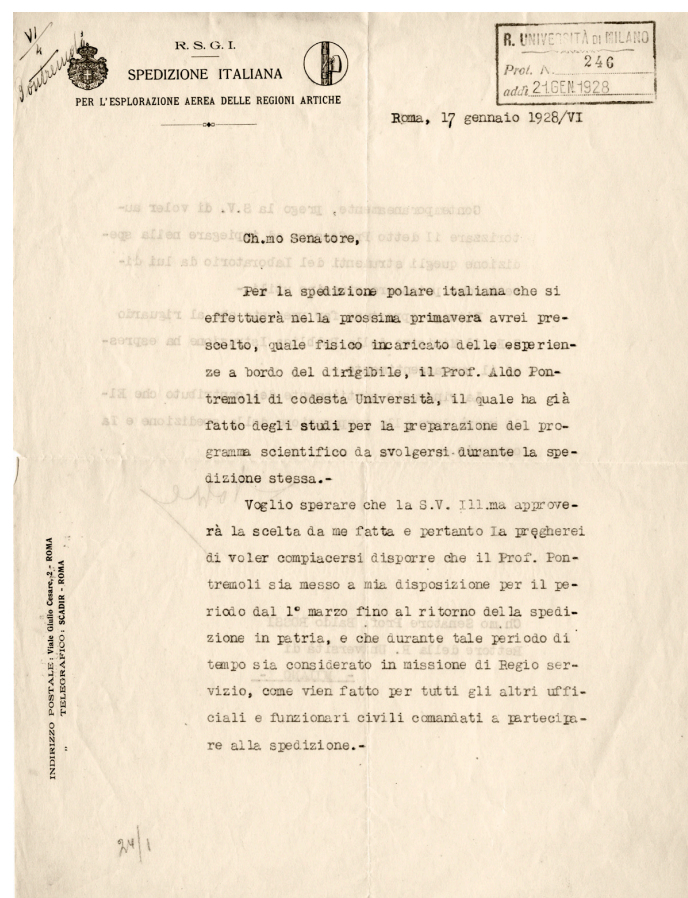 VI/4
Pontremoli
R. S. G. I.
SPEDIZIONE ITALIANA
PER L'ESPLORAZIONE AEREA DELLE REGIONI ARTICHE
R. UNIVERSITÀ DI MILANO
Prot. N. 246
addì 21 GEN 1928
Roma, 17 gennaio 1928/VI
Ch.mo Senatore,
Per la spedizione polare italiana che si
effettuerà nella prossima primavera avrei pre-
scelto, quale fisico incaricato delle esperien-
ze a bordo del dirigibile, il Prof. Aldo Pon-
tremoli di codesta Università, il quale ha già
fatto degli studi per la preparazione del pro-
gramma scientifico da svolgersi durante la spe-
dizione stessa.-
Voglio sperare che la S.V. Ill.ma approve-
rà la scelta da me fatta e pertanto La pregherei
di voler compiacersi disporre che il Prof. Pon-
tremoli sia messo a mia disposizione per il pe-
riodo dal 1° marzo fino al ritorno della spedi-
zione in patria, e che durante tale periodo di
tempo sia considerato in missione di Regio ser-
vizio, come vien fatto per tutti gli altri uffi-
ciali e funzionari civili comandati a partecipa-
re alla spedizione.-
INDIRIZZO POSTALE: Viale Giulio Cesare, 2 - ROMA
" TELEGRAFICO: SCADIR - ROMA
24/1